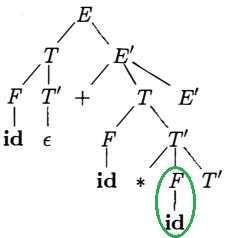 E
T E′
F T′ + T E′
id ϵ F T′
id * F T′
id